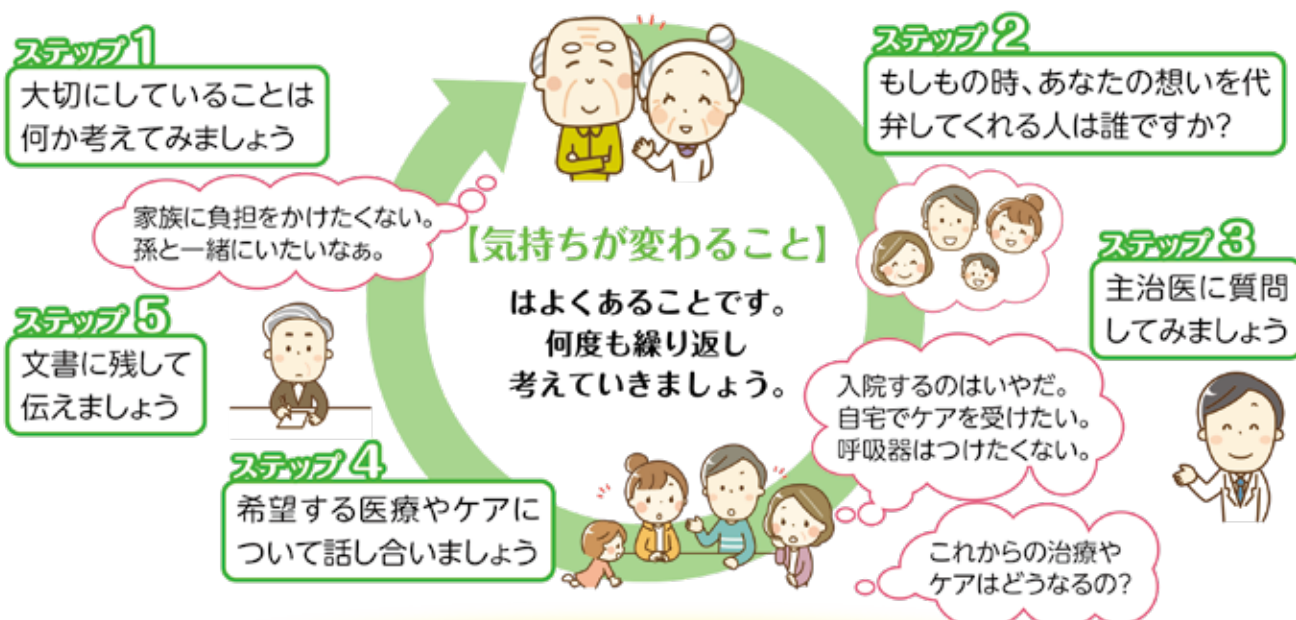 ステップ1
大切にしていることは
何か考えてみましょう
家族に負担をかけたくない。
孫と一緒にいたいなぁ。
ステップ2
もしもの時、あなたの想いを代
弁してくれる人は誰ですか?
ステップ3
主治医に質問
してみましょう
【気持ちが変わること】
はよくあることです。
何度も繰り返し
考えていきましょう。
入院するのはいやだ。
自宅でケアを受けたい。
呼吸器はつけたくない。
これからの治療や
ケアはどうなるの?
ステップ4
希望する医療やケアに
ついて話し合いましょう
ステップ5
文書に残して
伝えましょう